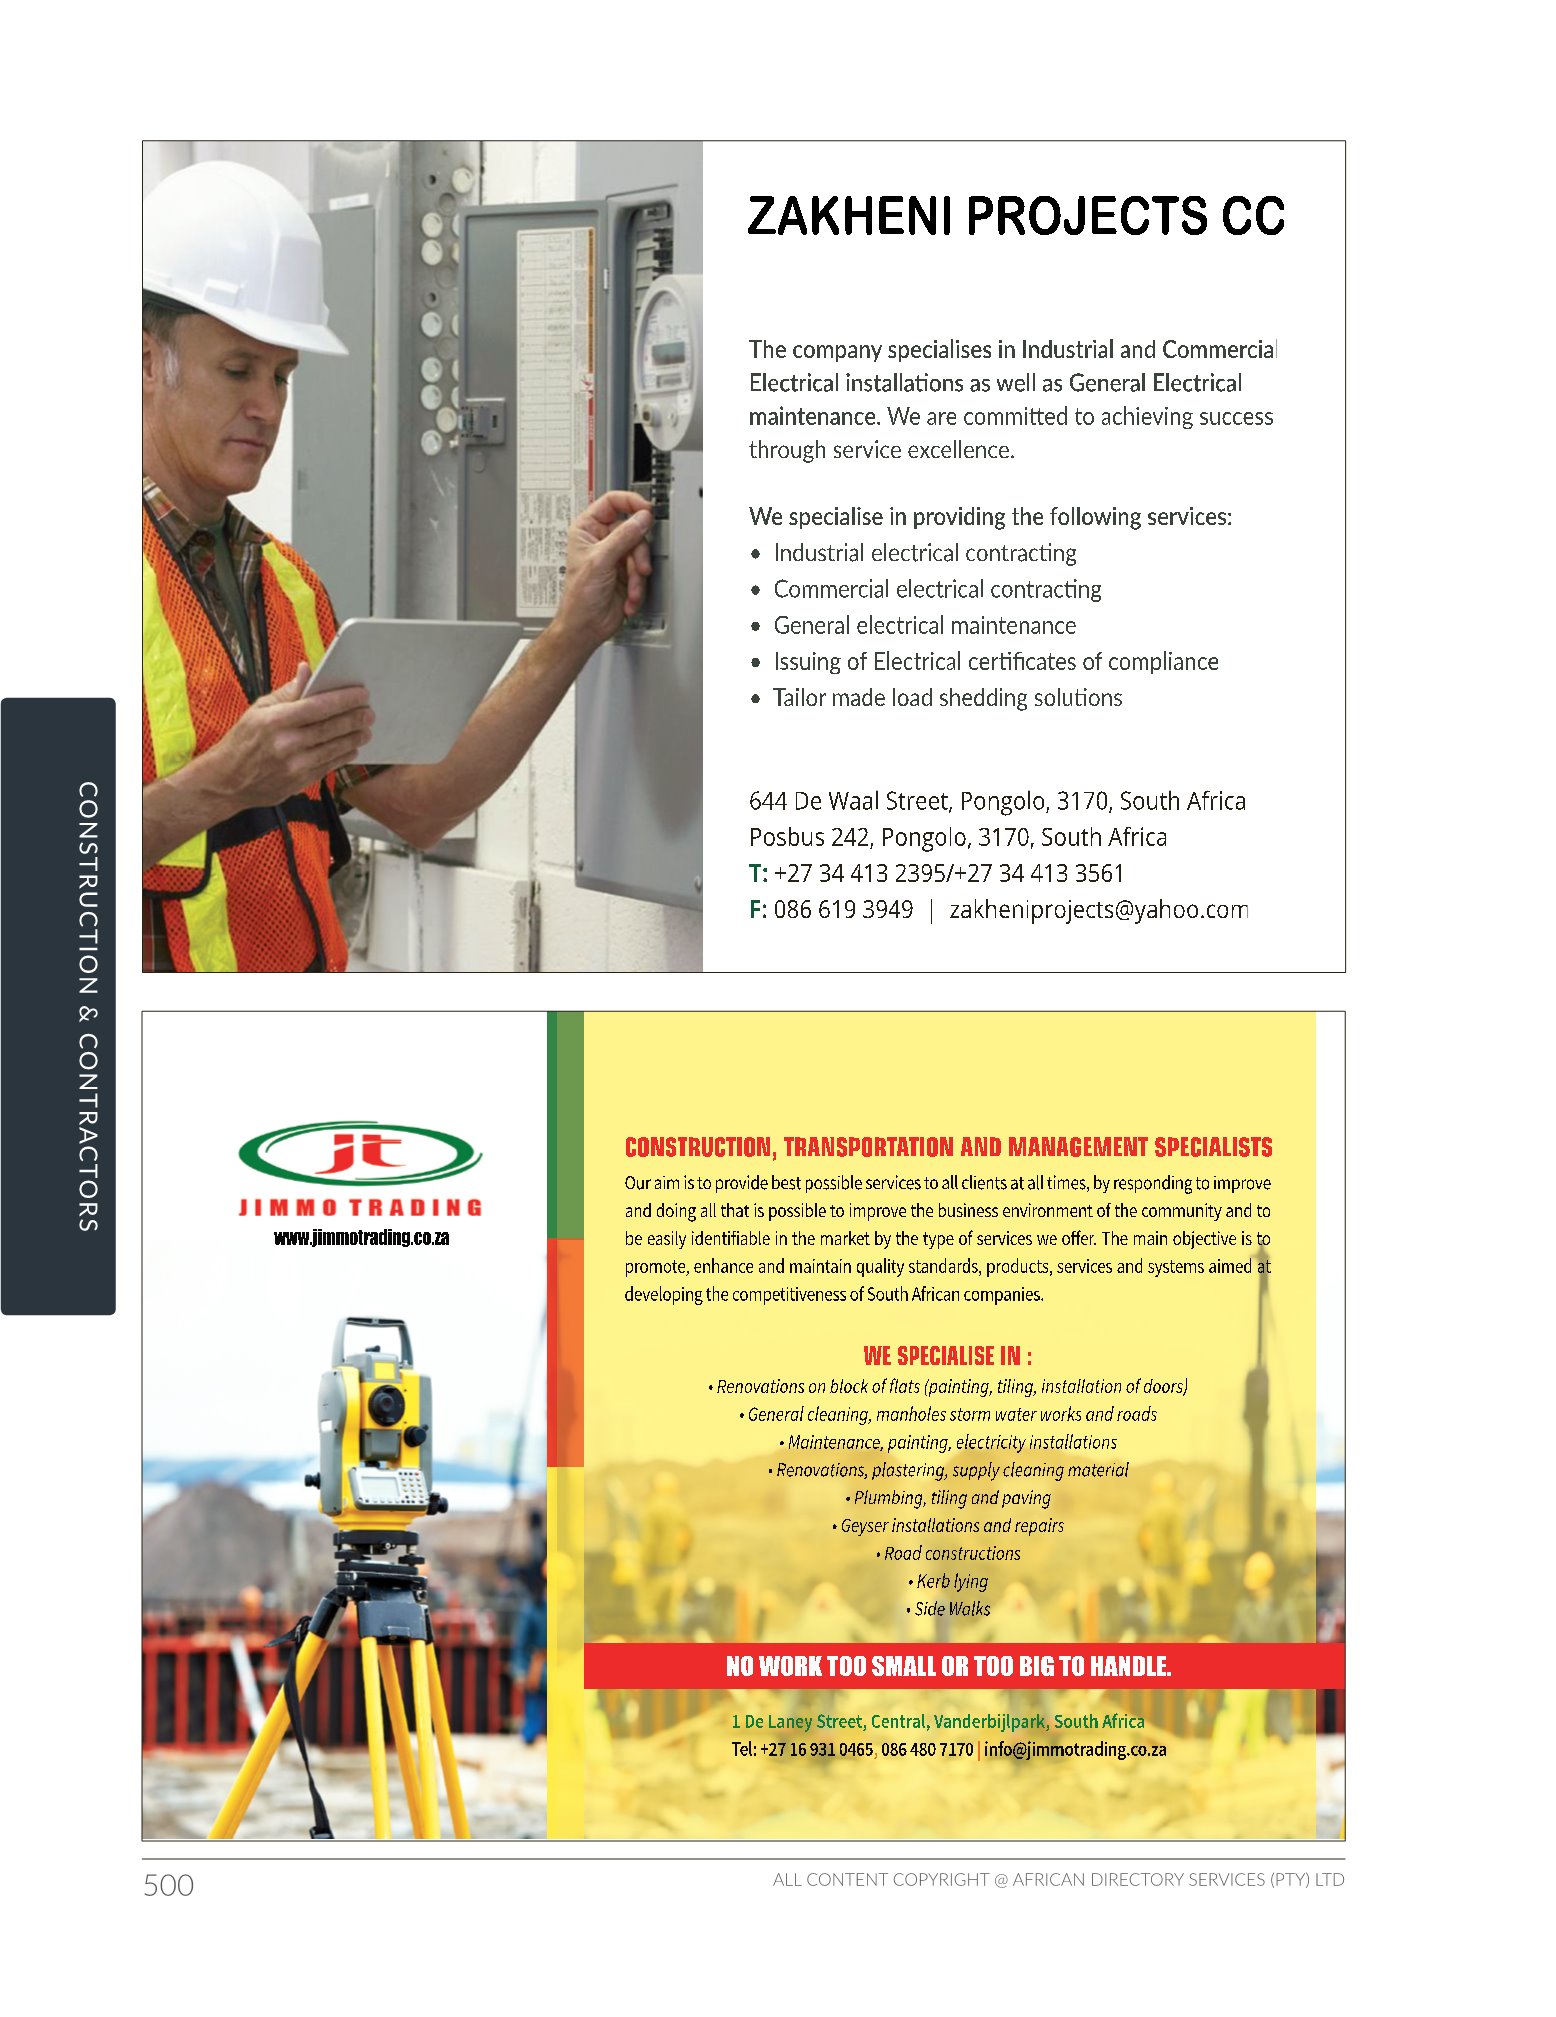 ZAKHENI PROJECTS CC
The company specialises in Industrial and Commercial
Electrical installations as well as General Electrical
maintenance. We are committed to achieving success
through service excellence.
We specialise in providing the following services:
• Industrial electrical contracting
• Commercial electrical contracting
• General electrical maintenance
• Issuing of Electrical certificates of compliance
• Tailor made load shedding solutions
644 De Waal Street, Pongolo, 3170, South Africa
Posbus 242, Pongolo, 3170, South Africa
T: +27 34 413 2395/+27 34 413 3561
F: 086 619 3949 | zakheniprojects@yahoo.com
CONSTRUCTION & CONTRACTORS
jt
JIMMO TRADING
www.jimmotrading.co.za
CONSTRUCTION, TRANSPORTATION AND MANAGEMENT SPECIALISTS
Our aim is to provide best possible services to all clients at all times, by responding to improve
and doing all that is possible to improve the business environment of the community and to
be easily identifiable in the market by the type of services we offer. The main objective is to
promote, enhance and maintain quality standards, products, services and systems aimed at
developing the competitiveness of South African companies.
WE SPECIALISE IN :
• Renovations on block of flats (painting, tiling, installation of doors)
• General cleaning, manholes storm water works and roads
• Maintenance, painting, electricity installations
• Renovations, plastering, supply cleaning material
• Plumbing, tiling and paving
• Geyser installations and repairs
• Road constructions
• Kerb lying
• Side Walks
NO WORK TOO SMALL OR TOO BIG TO HANDLE.
1 De Laney Street, Central, Vanderbijlpark, South Africa
Tel: +27 16 931 0465, 086 480 7170 | info@jimmotrading.co.za
500
ALL CONTENT COPYRIGHT @ AFRICAN DIRECTORY SERVICES (PTY) LTD